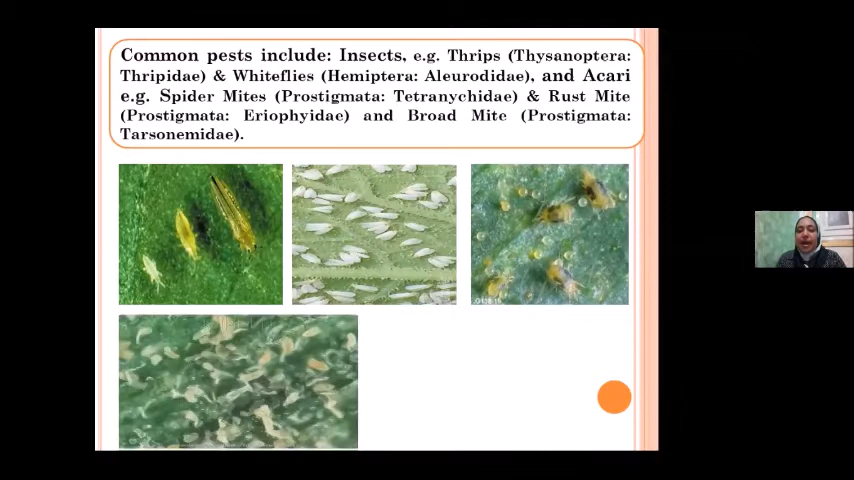 Common pests include: Insects, e.g. Thrips (Thysanoptera:
Thripidae) & Whiteflies (Hemiptera: Aleurodidae), and Acari
e.g. Spider Mites (Prostigmata: Tetranychidae) & Rust Mite
(Prostigmata: Eriophyidae) and Broad Mite (Prostigmata:
Tarsonemidae).